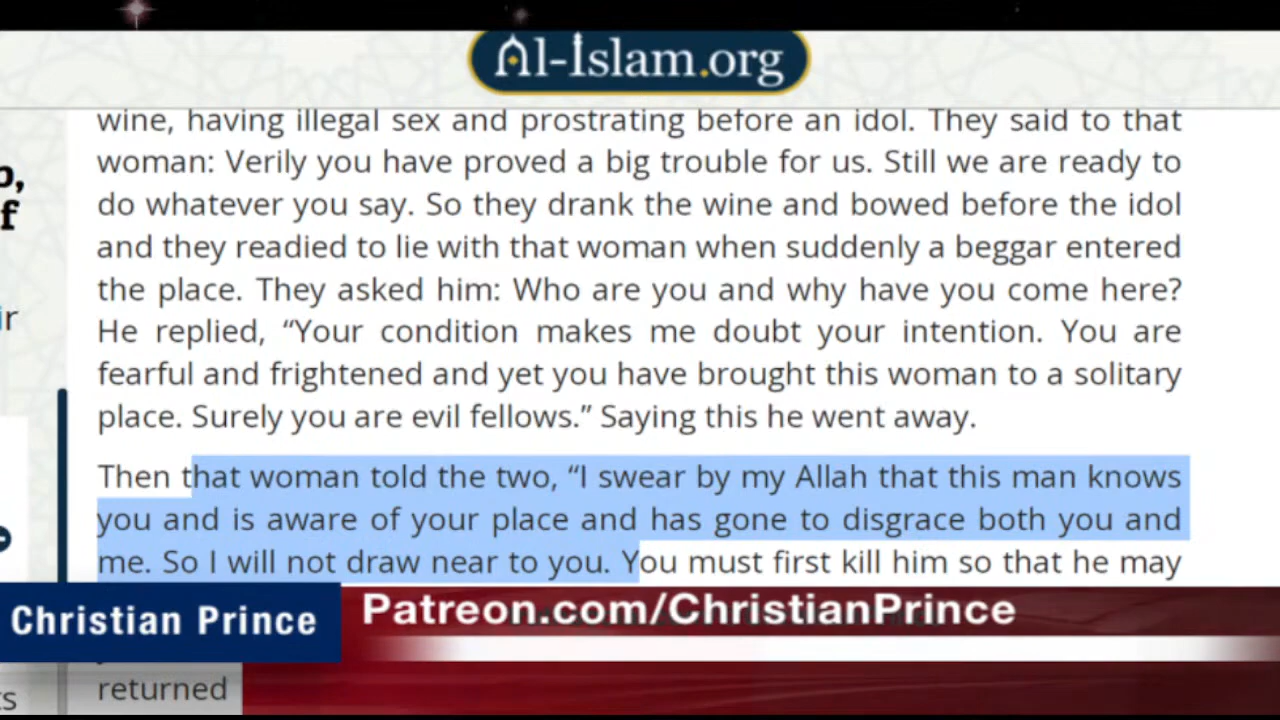 Al-Islam.org
wine, having illegal sex and prostrating before an idol. They said to that
woman: Verily you have proved a big trouble for us. Still we are ready to
do whatever you say. So they drank the wine and bowed before the idol
and they readied to lie with that woman when suddenly a beggar entered
the place. They asked him: Who are you and why have you come here?
He replied, “Your condition makes me doubt your intention. You are
fearful and frightened and yet you have brought this woman to a solitary
place. Surely you are evil fellows.” Saying this he went away.
Then that woman told the two, “I swear by my Allah that this man knows
you and is aware of your place and has gone to disgrace both you and
me. So I will not draw near to you. You must first kill him so that he may
Christian Prince
Patreon.com/ChristianPrince
returned